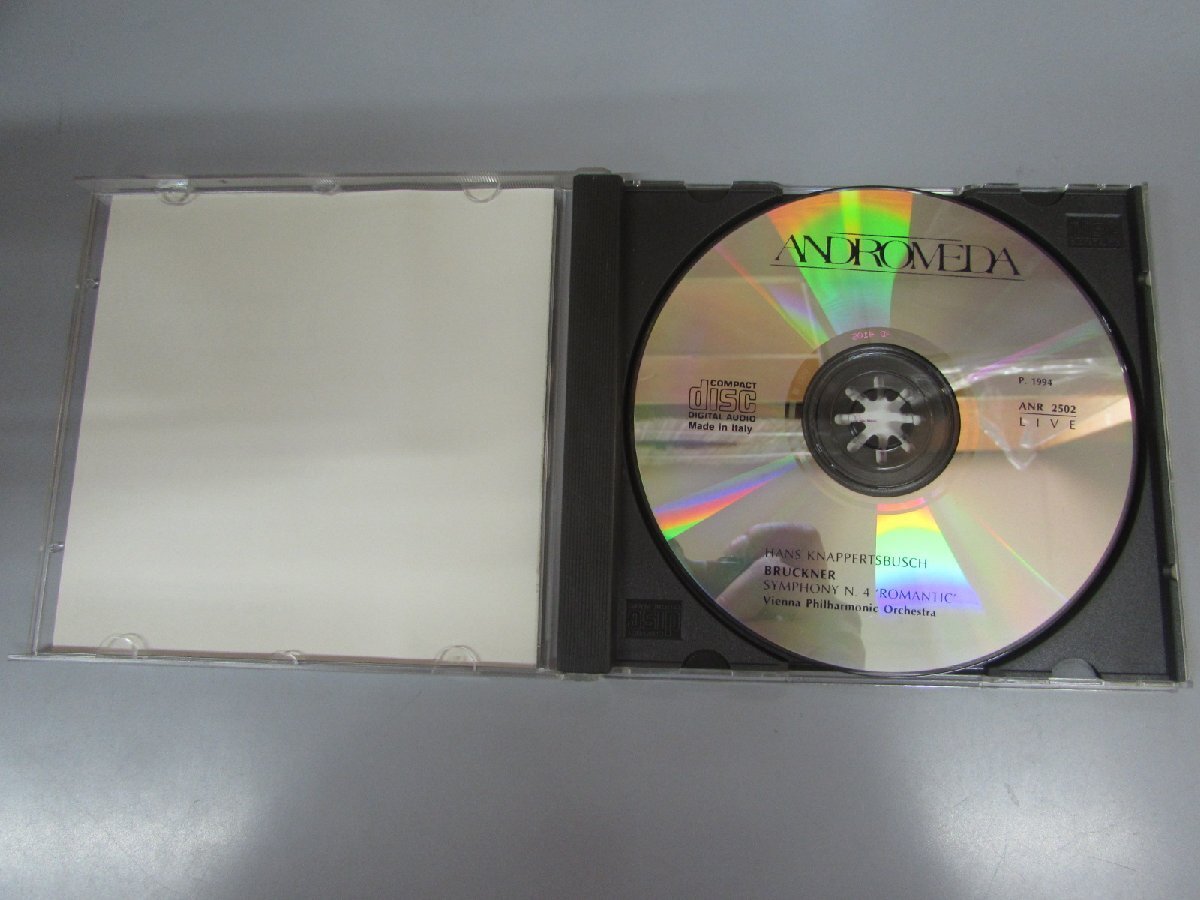 ANDROMEDA
COMPACT
disc
DIGITAL AUDIO
Made in Italy
P. 1994
ANR 2502
LIVE
HANS KNAPPERTSBUSCH
BRUCKNER
SYMPHONY N. 4 'ROMANTIC'
Vienna Philharmonic Orchestra